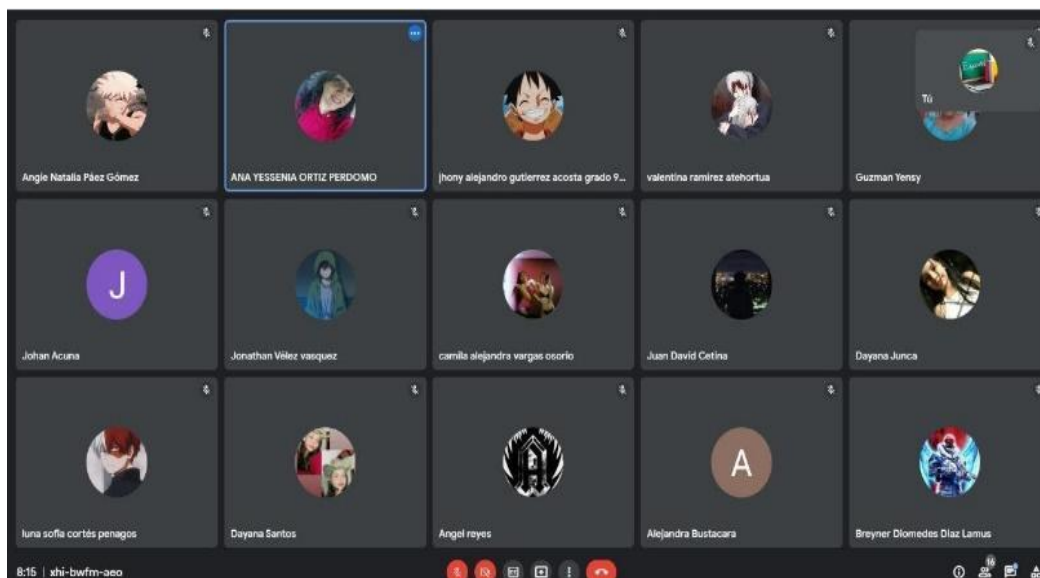 Angie Natalia Páez Gómez
ANA YESSENIA ORTIZ PERDOMO
jhony alejandro gutierrez acosta grado 9...
valentina ramirez atehortua
Tú
Guzman Yensy
Johan Acuna
J
Jonathan Vélez vasquez
camila alejandra vargas osorio
Juan David Cetina
Dayana Junca
luna sofia cortés penagos
Dayana Santos
Angel reyes
A
Alejandra Bustacara
Breyner Diomedes Diaz Lamus
8:15 | xhi-bwfm-aeo
16